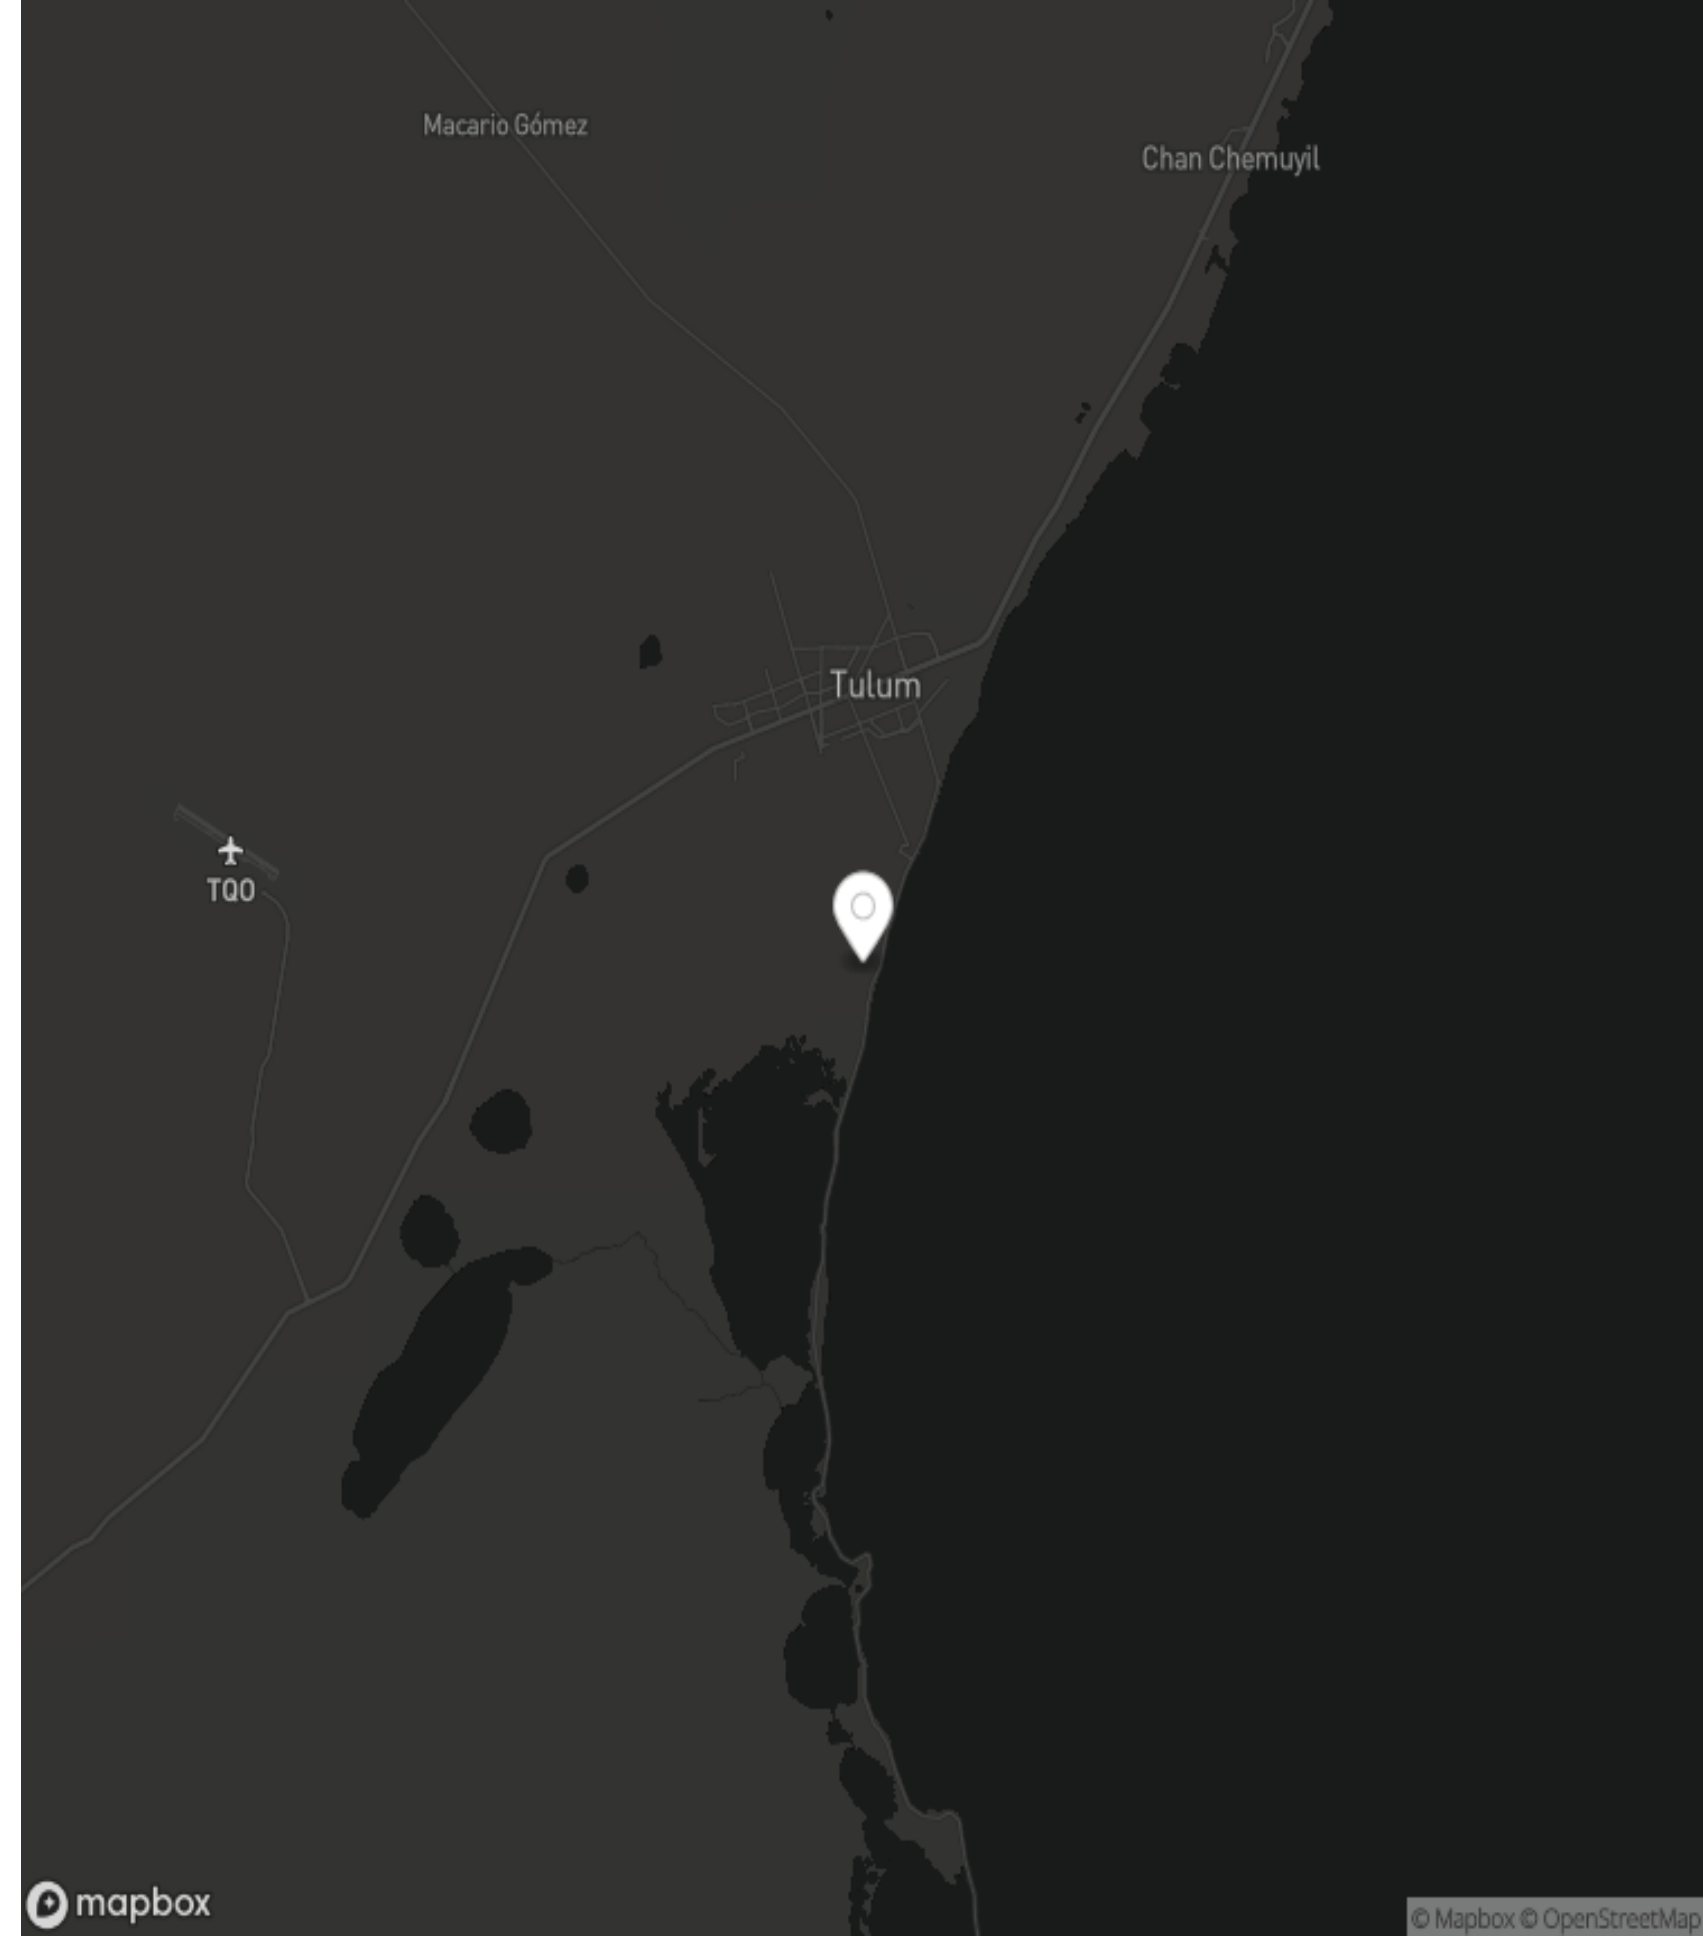 Macario Gómez
Chan Chemuyil
Tulum
TQO
mapbox
© Mapbox © OpenStreetMap